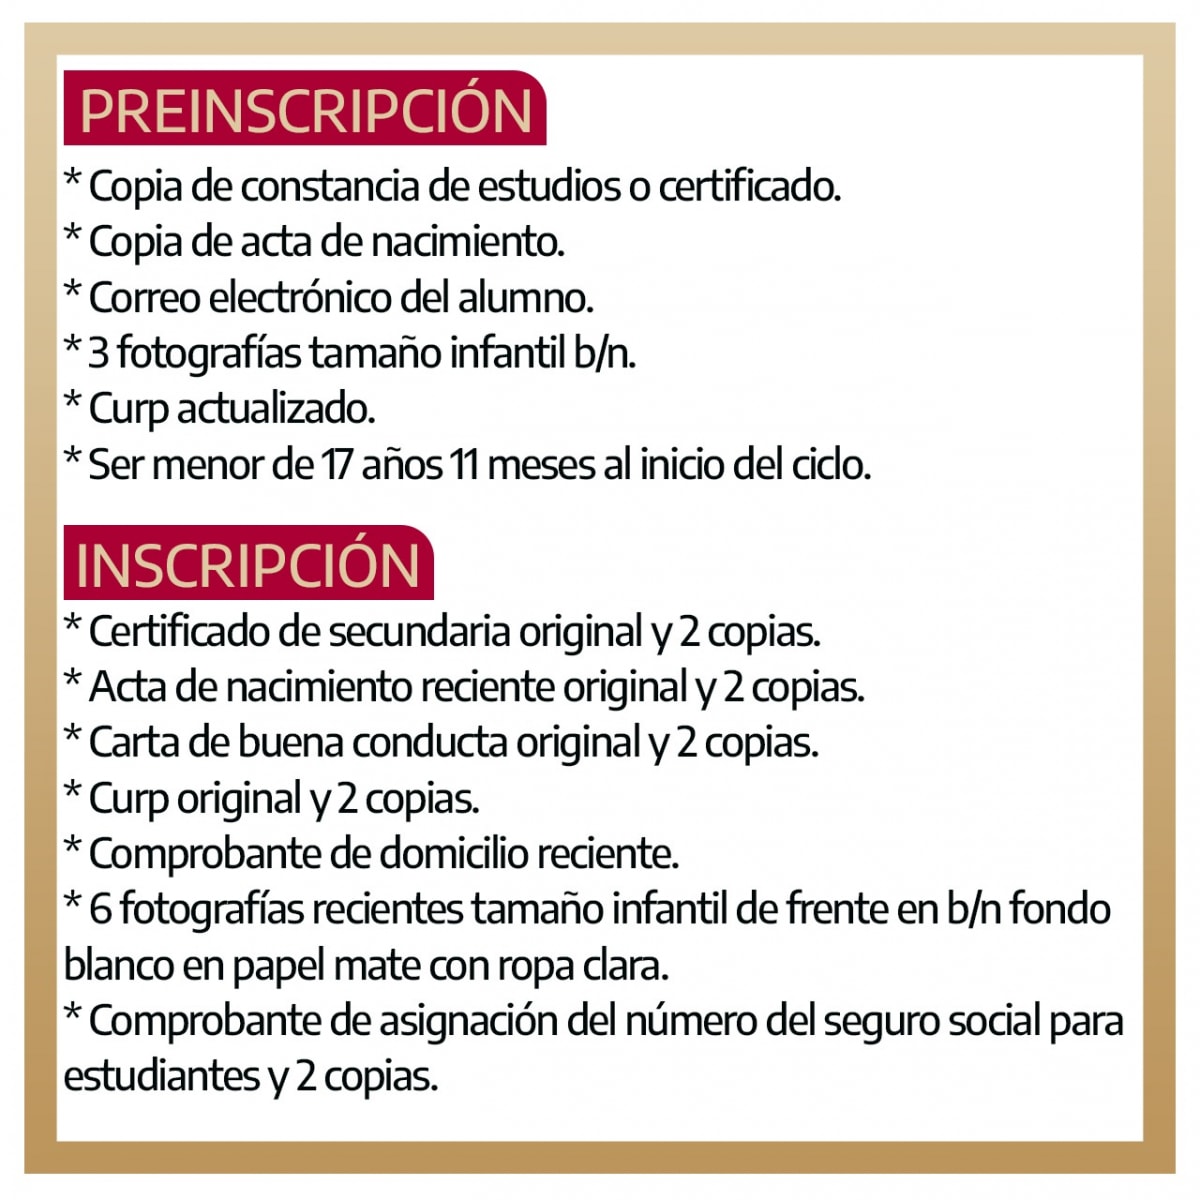 PREINSCRIPCIÓN
* Copia de constancia de estudios o certificado.
* Copia de acta de nacimiento.
* Correo electrónico del alumno.
* 3 fotografías tamaño infantil b/n.
* Curp actualizado.
* Ser menor de 17 años 11 meses al inicio del ciclo.
INSCRIPCIÓN
* Certificado de secundaria original y 2 copias.
* Acta de nacimiento reciente original y 2 copias.
* Carta de buena conducta original y 2 copias.
* Curp original y 2 copias.
* Comprobante de domicilio reciente.
* 6 fotografías recientes tamaño infantil de frente en b/n fondo
blanco en papel mate con ropa clara.
* Comprobante de asignación del número del seguro social para
estudiantes y 2 copias.